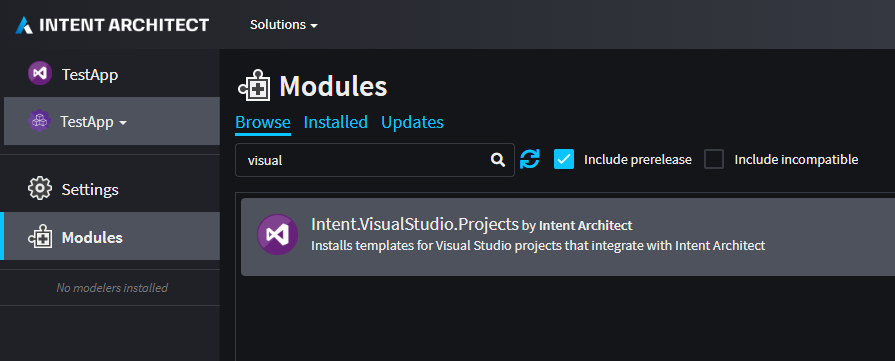 INTENT ARCHITECT
Solutions
TestApp
TestApp
Settings
Modules
No modelers installed
Modules
Browse Installed Updates
visual
Include prerelease
Include incompatible
Intent.VisualStudio.Projects by Intent Architect
Installs templates for Visual Studio projects that integrate with Intent Architect